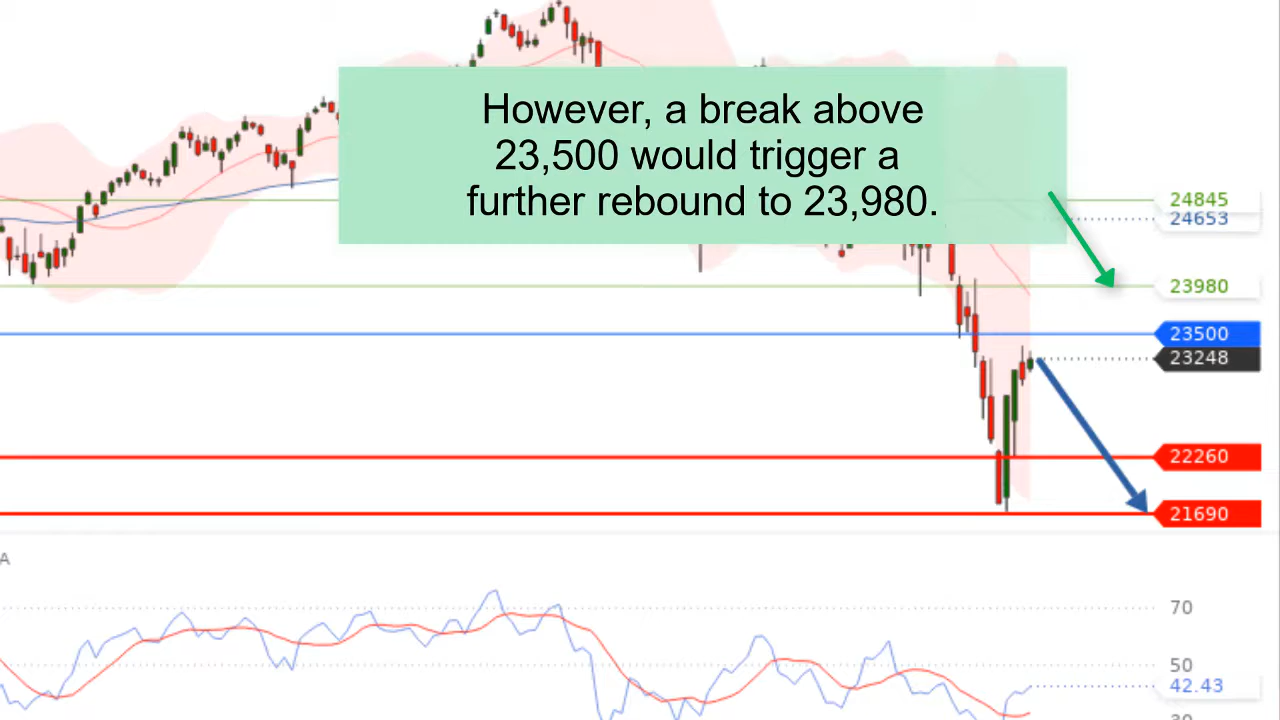 However, a break above
23,500 would trigger a
further rebound to 23,980.
24845
24653
23980
23500
23248
22260
21690
A
70
50
42.43
30